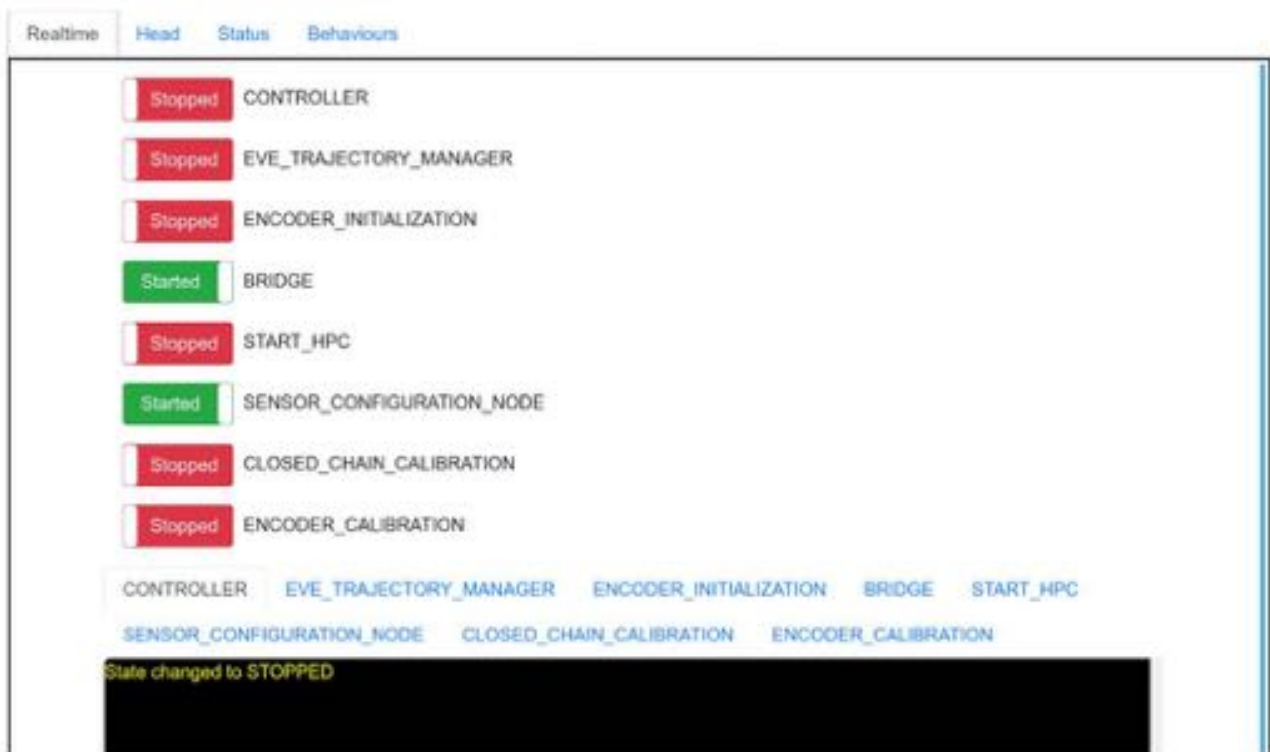 Realtime Head Status Behaviours
Stopped CONTROLLER
Stopped EVE_TRAJECTORY_MANAGER
Stopped ENCODER_INITIALIZATION
Started BRIDGE
Stopped START_HPC
Started SENSOR_CONFIGURATION_NODE
Stopped CLOSED_CHAIN_CALIBRATION
Stopped ENCODER_CALIBRATION
CONTROLLER EVE_TRAJECTORY_MANAGER ENCODER_INITIALIZATION BRIDGE START_HPC
SENSOR_CONFIGURATION_NODE CLOSED_CHAIN_CALIBRATION ENCODER_CALIBRATION
State changed to STOPPED